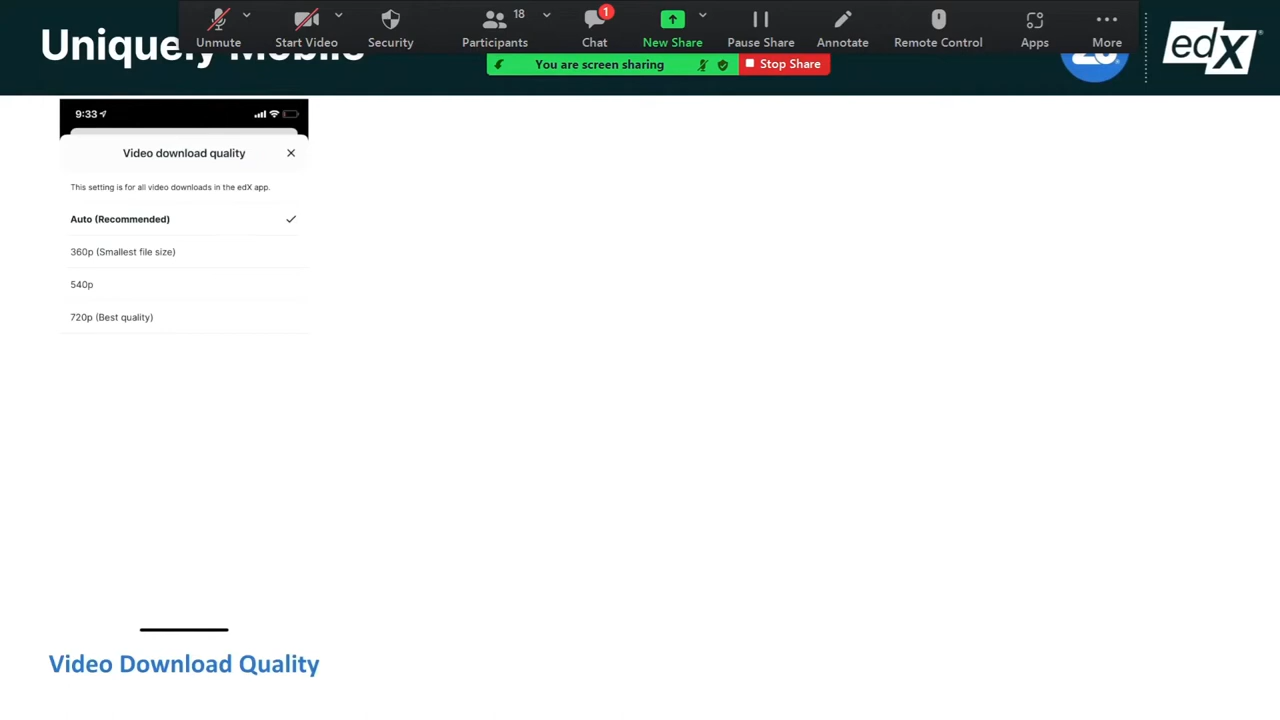 Unmute
Start Video
Security
Participants
18
Chat
1
New Share
Pause Share
Annotate
Remote Control
Apps
More
You are screen sharing
Stop Share
edX
9:33
Video download quality
This setting is for all video downloads in the edX app.
Auto (Recommended)
360p (Smallest file size)
540p
720p (Best quality)
Video Download Quality